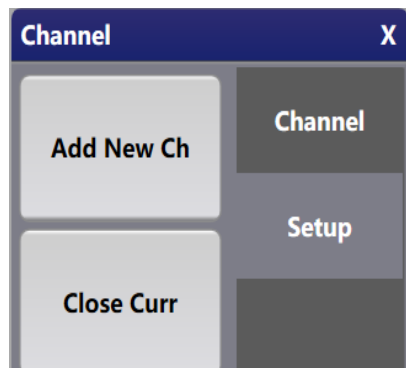 Channel X
Add New Ch
Channel
Setup
Close Curr